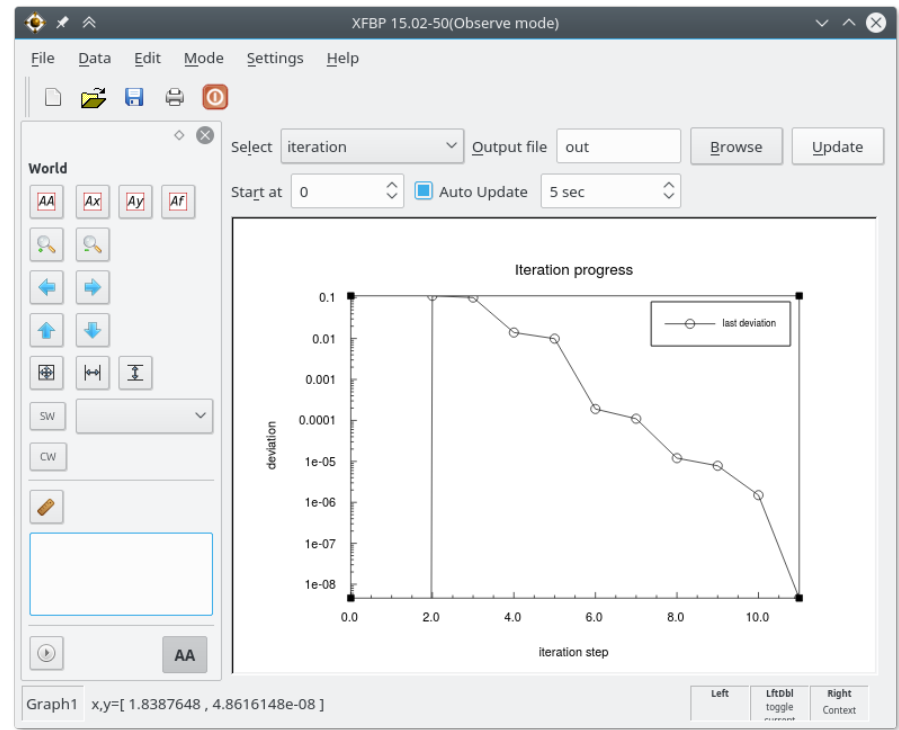 XFBP 15.02-50(Observe mode)
File Data Edit Mode Settings Help
Select iteration Output file out Browse Update
Start at 0 Auto Update 5 sec
World
AA Ax Ay Af
SW
CW
AA
Iteration progress
last deviation
0.1
0.01
0.001
0.0001
1e-05
1e-06
1e-07
1e-08
deviation
0.0 2.0 4.0 6.0 8.0 10.0
iteration step
Graph1 x,y=[ 1.8387648 , 4.8616148e-08 ]
Left LftDbl Right
toggle Context